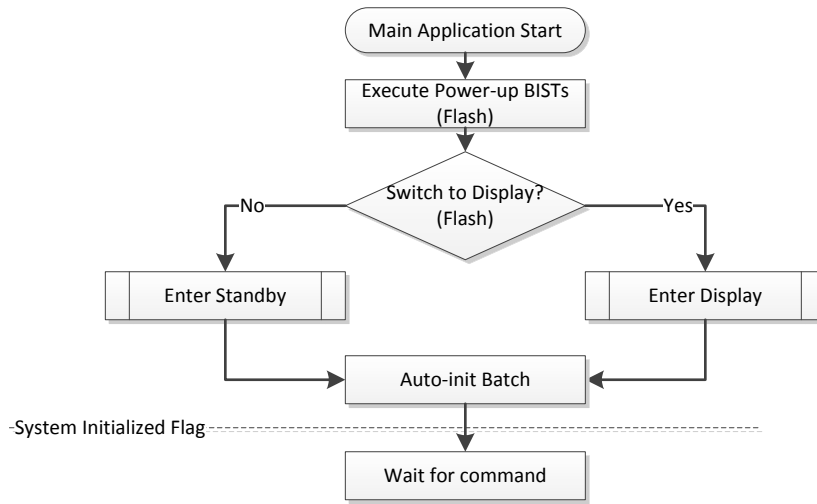 Main Application Start
Execute Power-up BISTs
(Flash)
Switch to Display?
(Flash)
No
Yes
Enter Standby
Enter Display
Auto-init Batch
System Initialized Flag
Wait for command